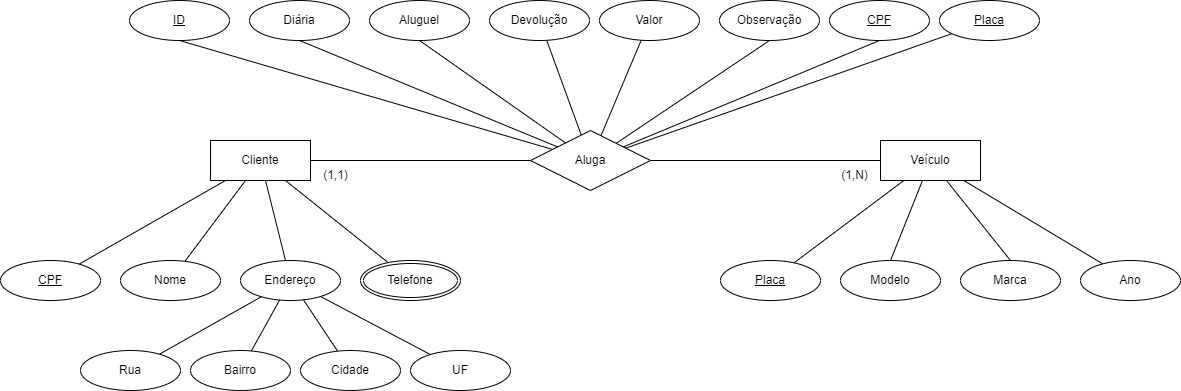 ID
Diária
Aluguel
Devolução
Valor
Observação
CPF
Placa
Cliente
(1,1)
Aluga
(1,N)
Veículo
CPF
Nome
Endereço
Telefone
Placa
Modelo
Marca
Ano
Rua
Bairro
Cidade
UF